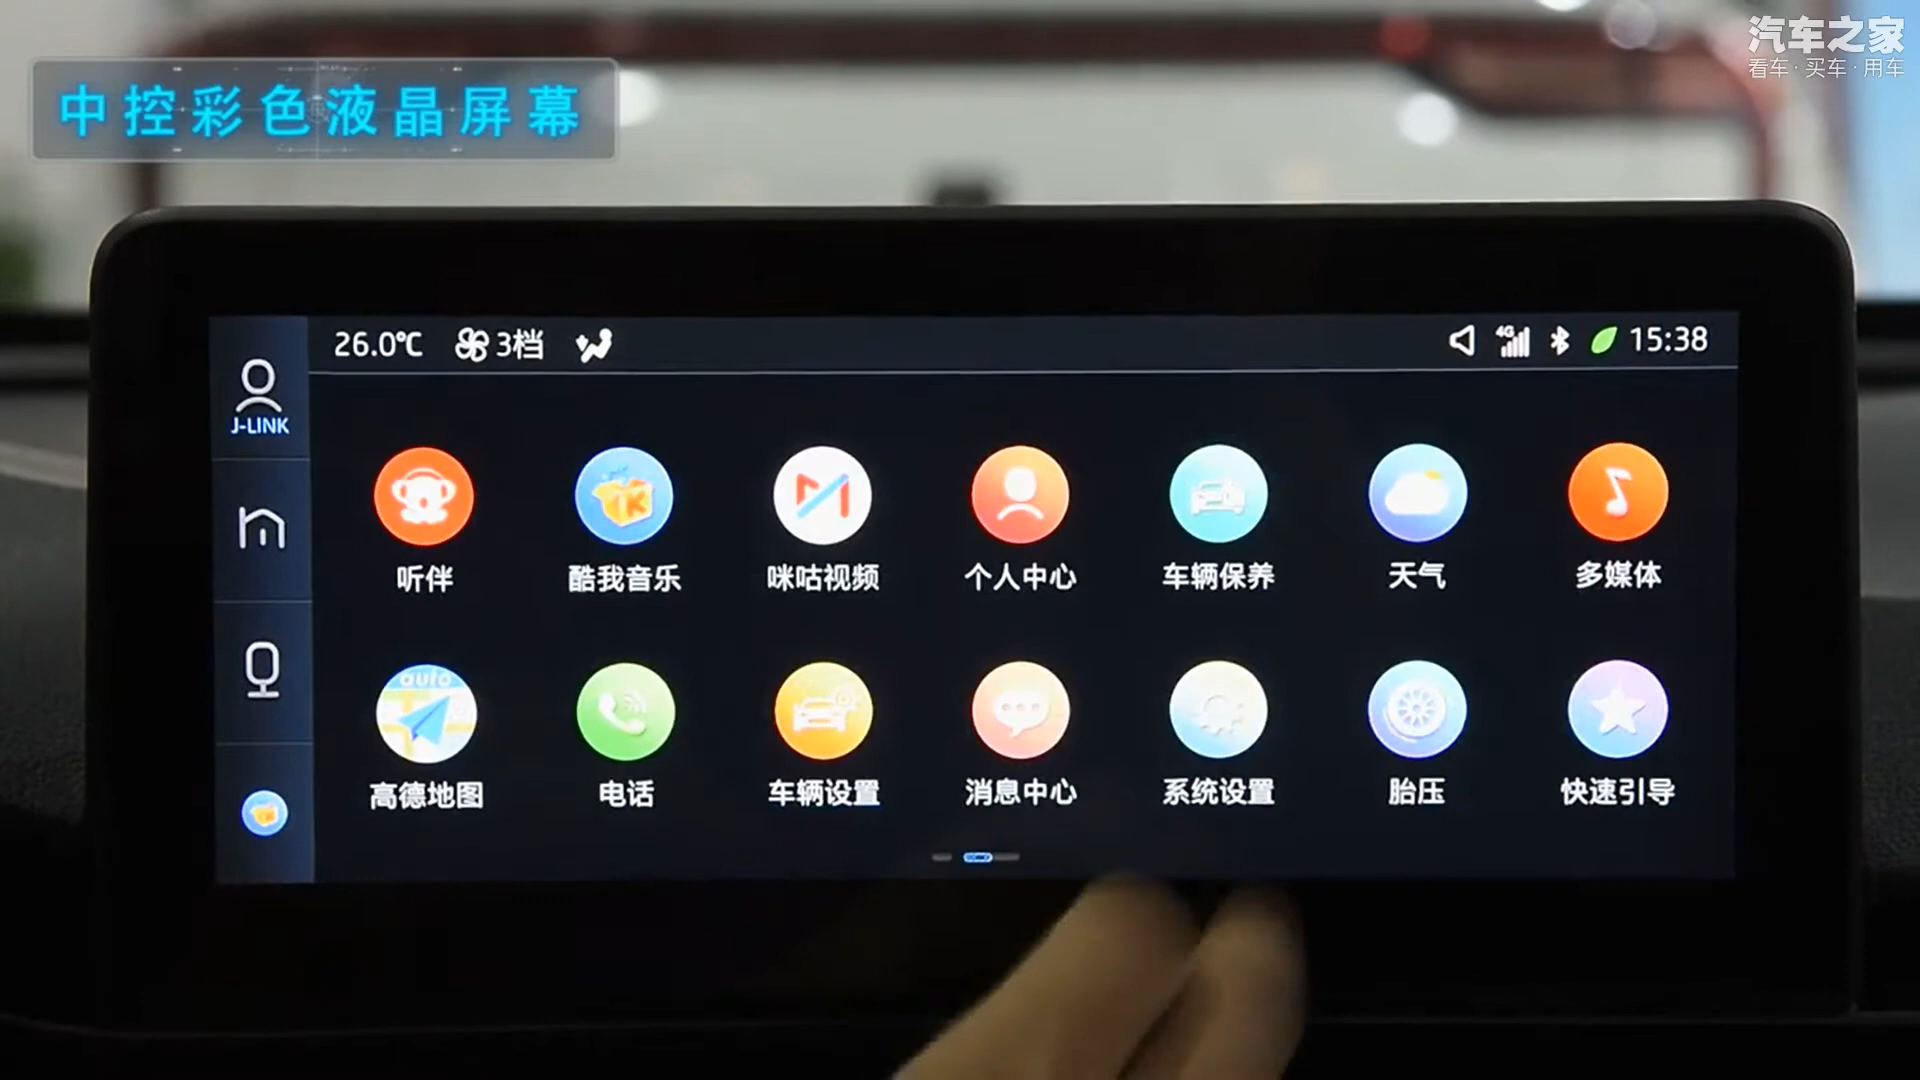 汽车之家
看车·买车·用车
中控彩色液晶屏幕
26.0℃ 3档 4G 15:38
J-LINK
听伴 酷我音乐 咪咕视频 个人中心 车辆保养 天气 多媒体
auto
高德地图 电话 车辆设置 消息中心 系统设置 胎压 快速引导